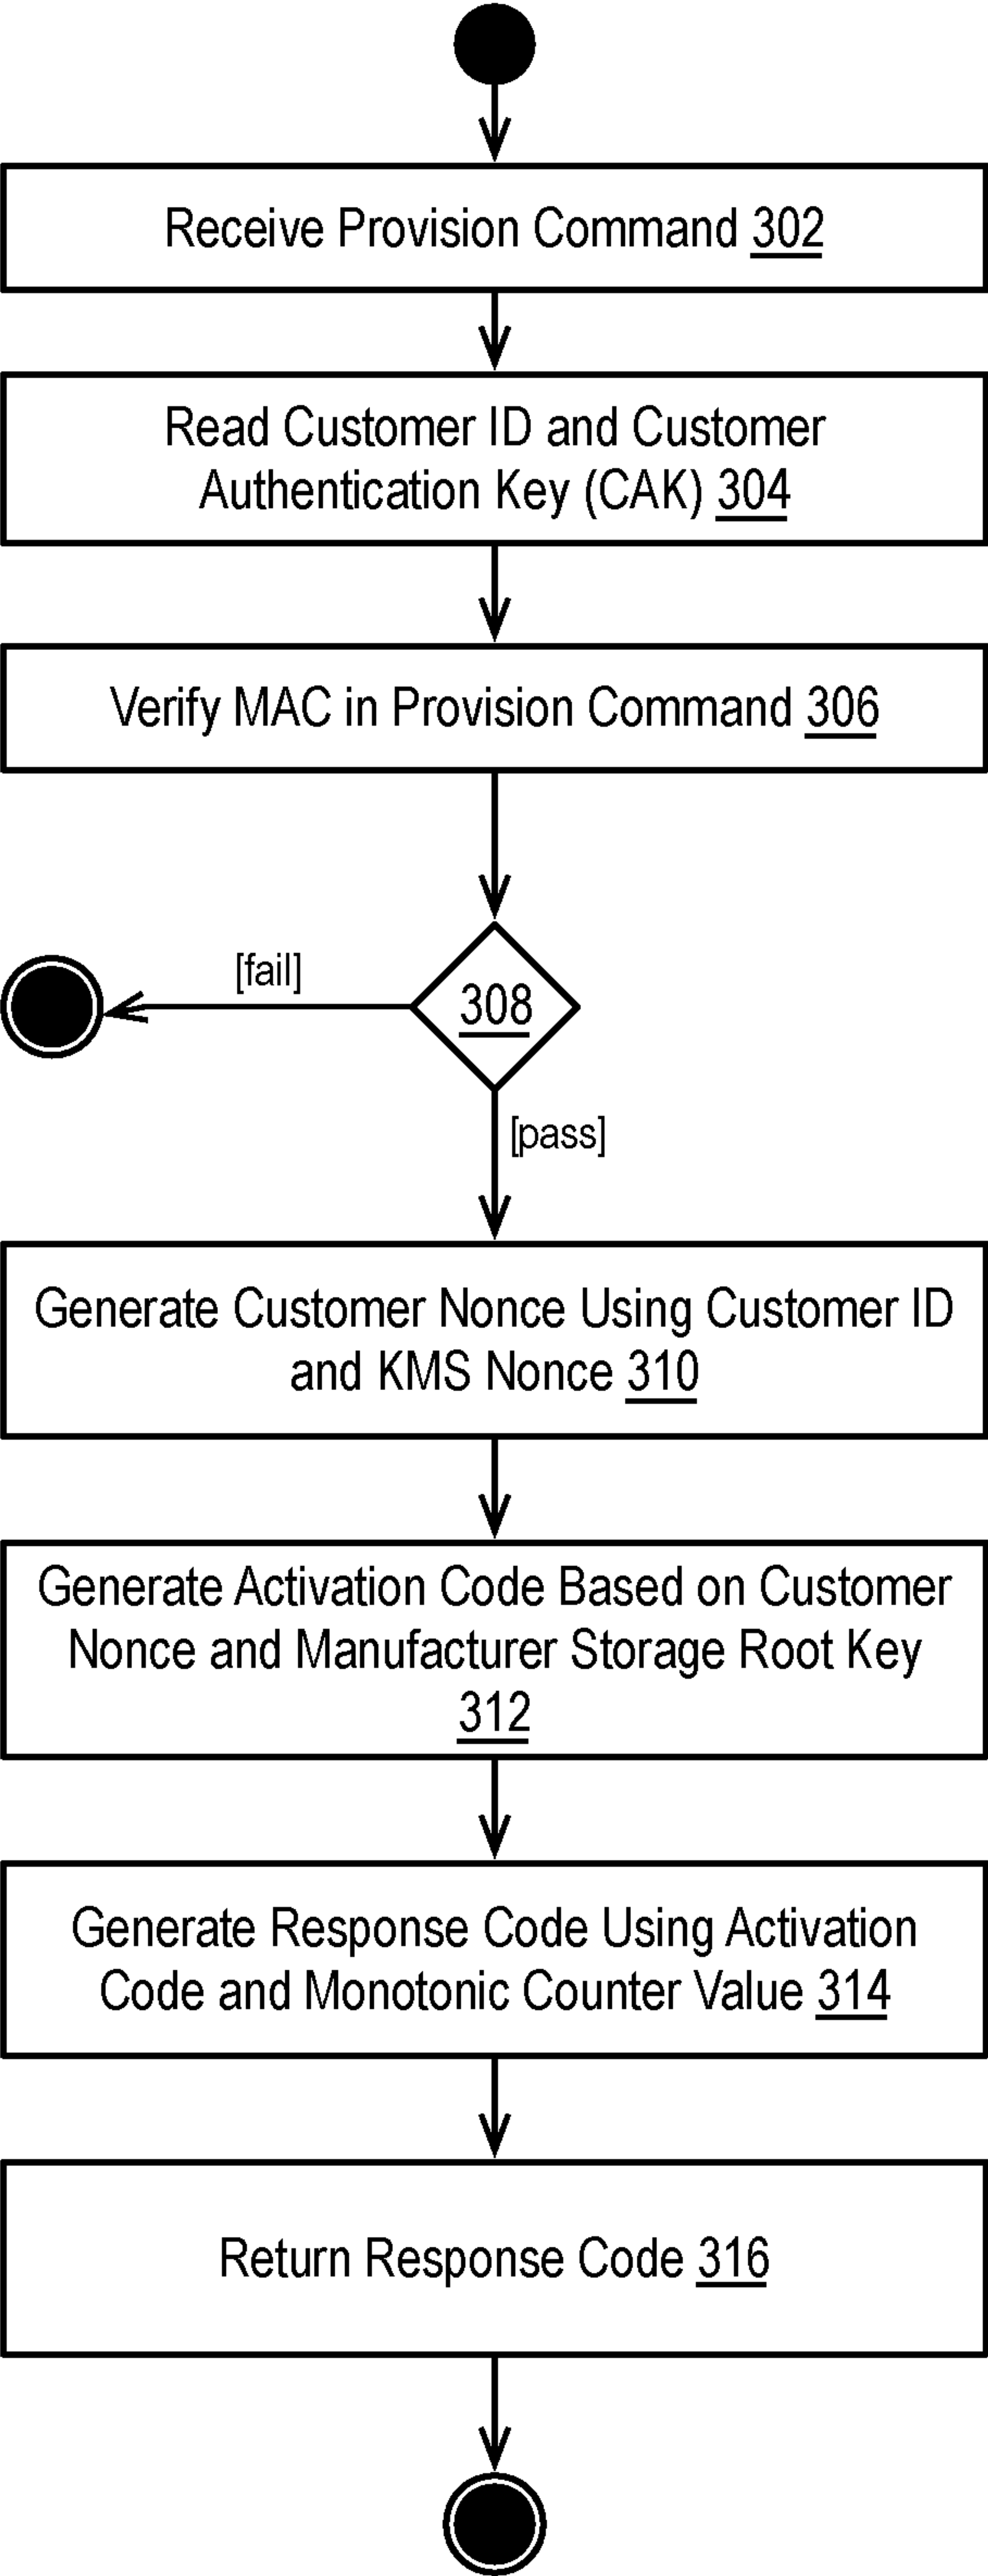 Receive Provision Command 302
Read Customer ID and Customer
Authentication Key (CAK) 304
Verify MAC in Provision Command 306
[fail]
308
[pass]
Generate Customer Nonce Using Customer ID
and KMS Nonce 310
Generate Activation Code Based on Customer
Nonce and Manufacturer Storage Root Key
312
Generate Response Code Using Activation
Code and Monotonic Counter Value 314
Return Response Code 316